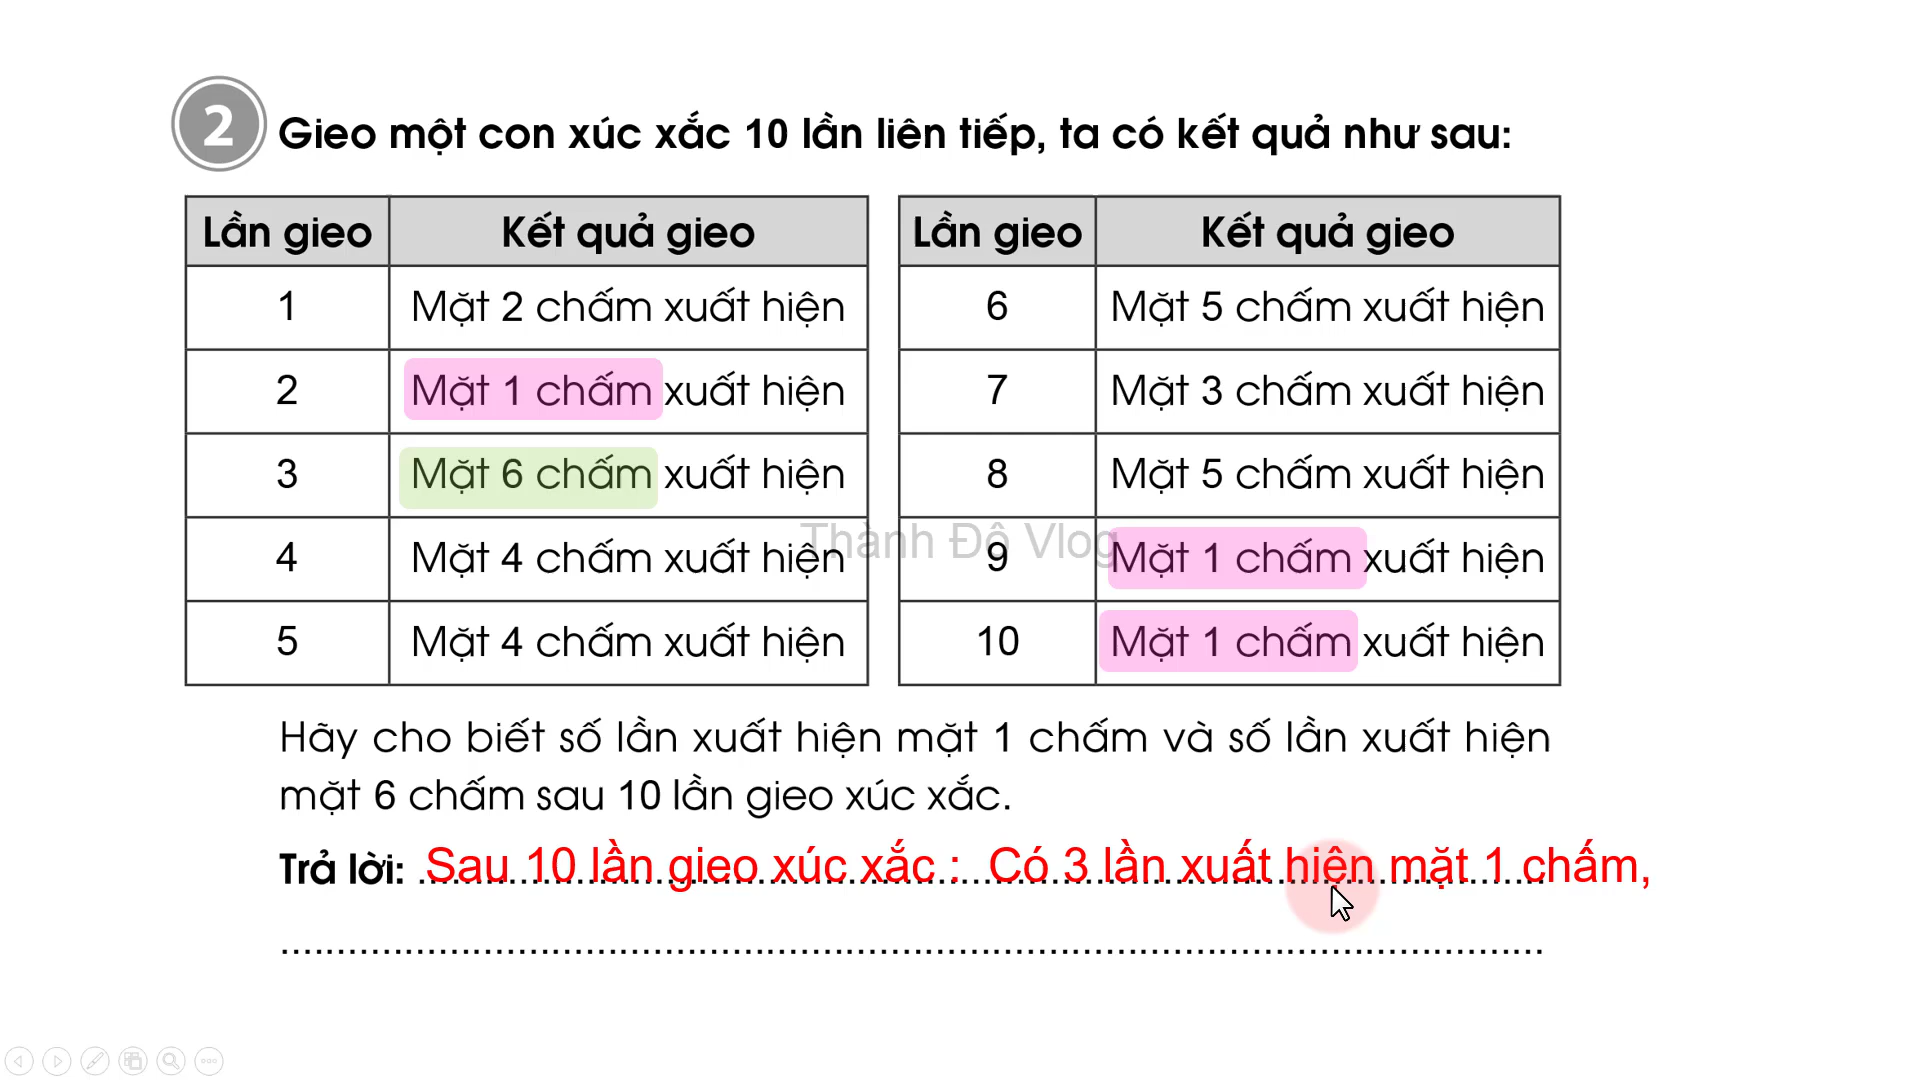 2 Gieo một con xúc xắc 10 lần liên tiếp, ta có kết quả như sau:
Lần gieo Kết quả gieo
1 Mặt 2 chấm xuất hiện
2 Mặt 1 chấm xuất hiện
3 Mặt 6 chấm xuất hiện
4 Mặt 4 chấm xuất hiện
5 Mặt 4 chấm xuất hiện
Lần gieo Kết quả gieo
6 Mặt 5 chấm xuất hiện
7 Mặt 3 chấm xuất hiện
8 Mặt 5 chấm xuất hiện
9 Mặt 1 chấm xuất hiện
10 Mặt 1 chấm xuất hiện
Thành Đô Vlog
Hãy cho biết số lần xuất hiện mặt 1 chấm và số lần xuất hiện
mặt 6 chấm sau 10 lần gieo xúc xắc.
Trả lời: Sau 10 lần gieo xúc xắc : Có 3 lần xuất hiện mặt 1 chấm,